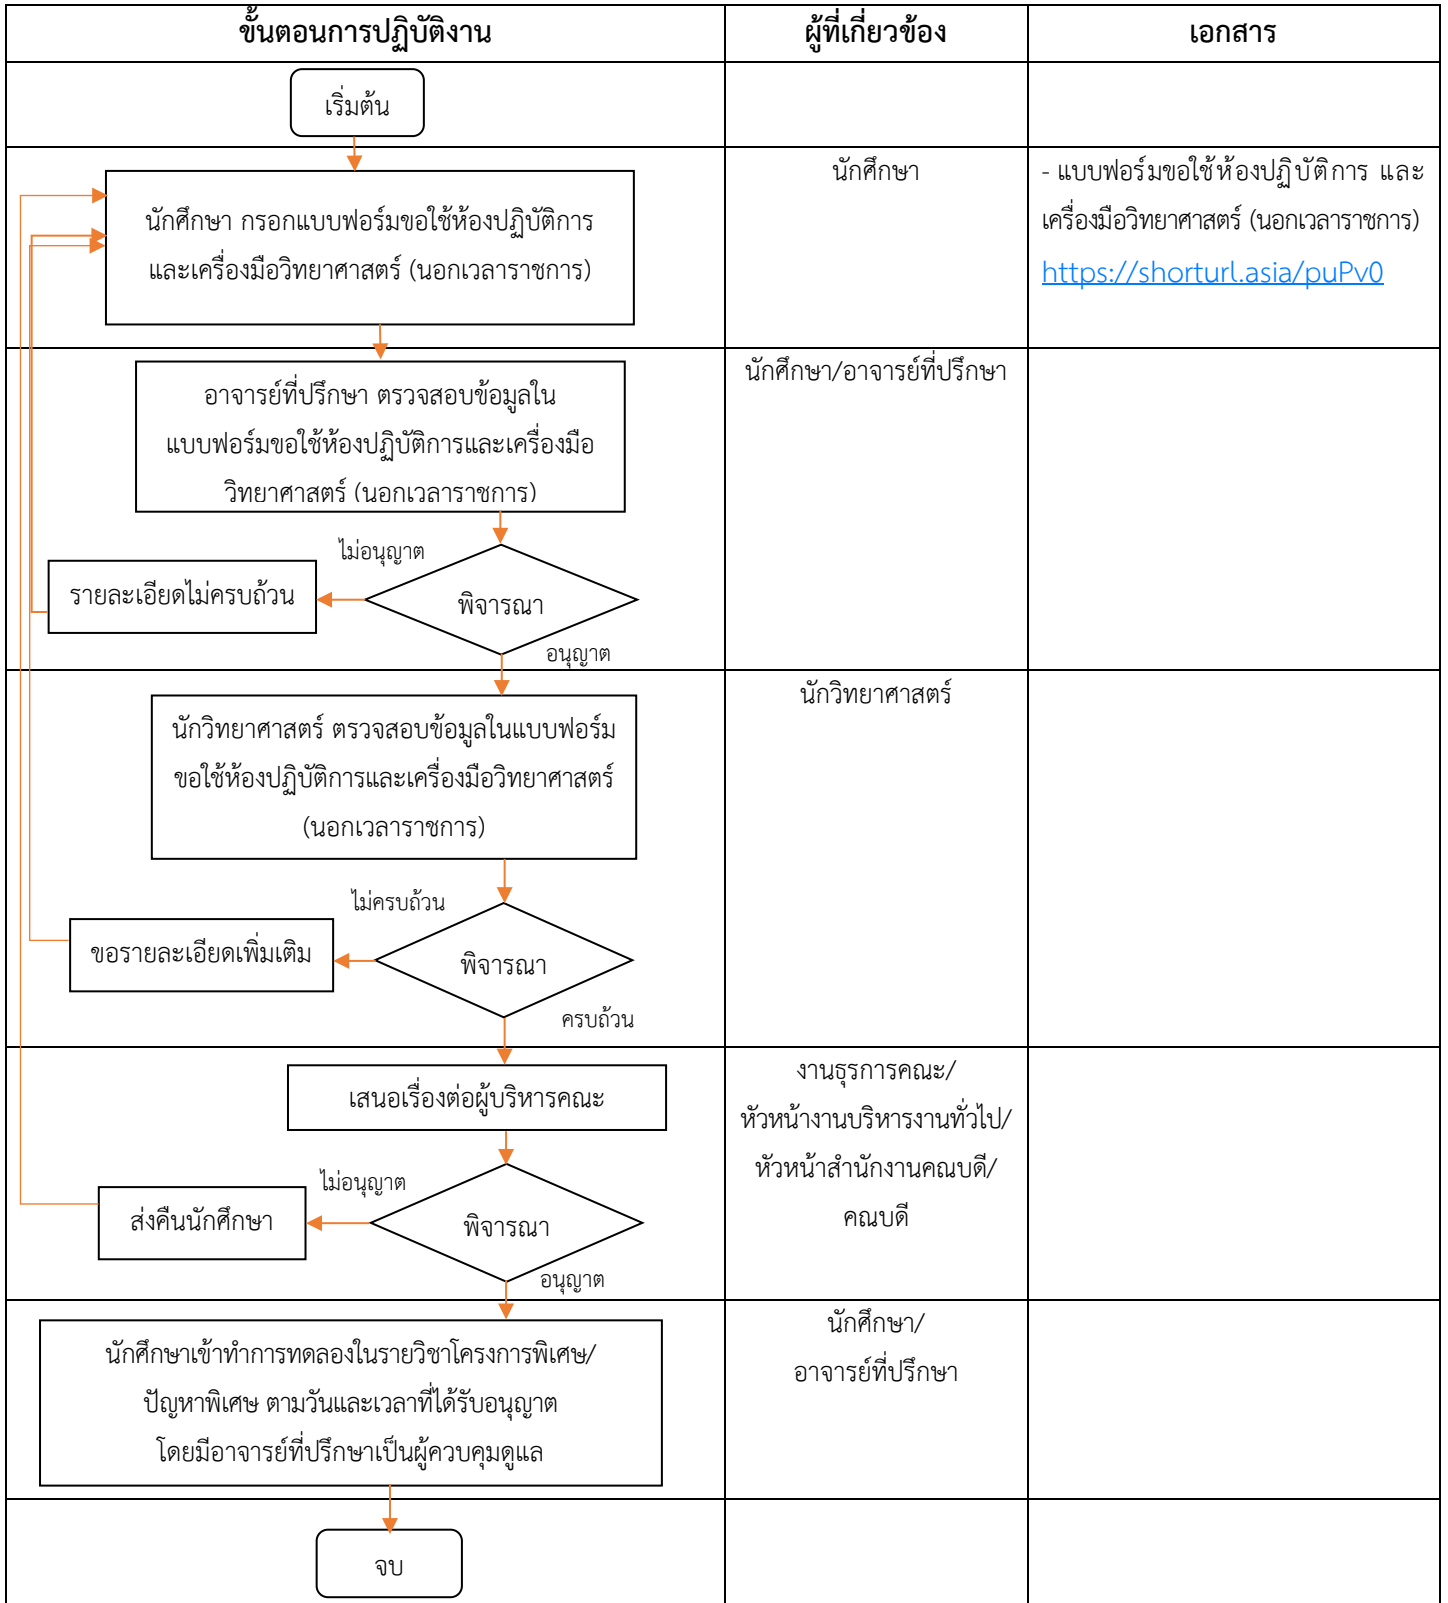 ขั้นตอนการปฏิบัติงาน
ผู้ที่เกี่ยวข้อง
เอกสาร
เริ่มต้น
นักศึกษา กรอกแบบฟอร์มขอใช้ห้องปฏิบัติการ
และเครื่องมือวิทยาศาสตร์ (นอกเวลาราชการ)
นักศึกษา
- แบบฟอร์มขอใช้ห้องปฏิบัติการ และ
เครื่องมือวิทยาศาสตร์ (นอกเวลาราชการ)
https://shorturl.asia/puPv0
อาจารย์ที่ปรึกษา ตรวจสอบข้อมูลใน
แบบฟอร์มขอใช้ห้องปฏิบัติการและเครื่องมือ
วิทยาศาสตร์ (นอกเวลาราชการ)
นักศึกษา/อาจารย์ที่ปรึกษา
ไม่อนุญาต
รายละเอียดไม่ครบถ้วน
พิจารณา
อนุญาต
นักวิทยาศาสตร์ ตรวจสอบข้อมูลในแบบฟอร์ม
ขอใช้ห้องปฏิบัติการและเครื่องมือวิทยาศาสตร์
(นอกเวลาราชการ)
นักวิทยาศาสตร์
ไม่ครบถ้วน
ขอรายละเอียดเพิ่มเติม
พิจารณา
ครบถ้วน
เสนอเรื่องต่อผู้บริหารคณะ
งานธุรการคณะ/
หัวหน้างานบริหารงานทั่วไป/
หัวหน้าสำนักงานคณบดี/
คณบดี
ไม่อนุญาต
ส่งคืนนักศึกษา
พิจารณา
อนุญาต
นักศึกษาเข้าทำการทดลองในรายวิชาโครงการพิเศษ/
ปัญหาพิเศษ ตามวันและเวลาที่ได้รับอนุญาต
โดยมีอาจารย์ที่ปรึกษาเป็นผู้ควบคุมดูแล
นักศึกษา/
อาจารย์ที่ปรึกษา
จบ